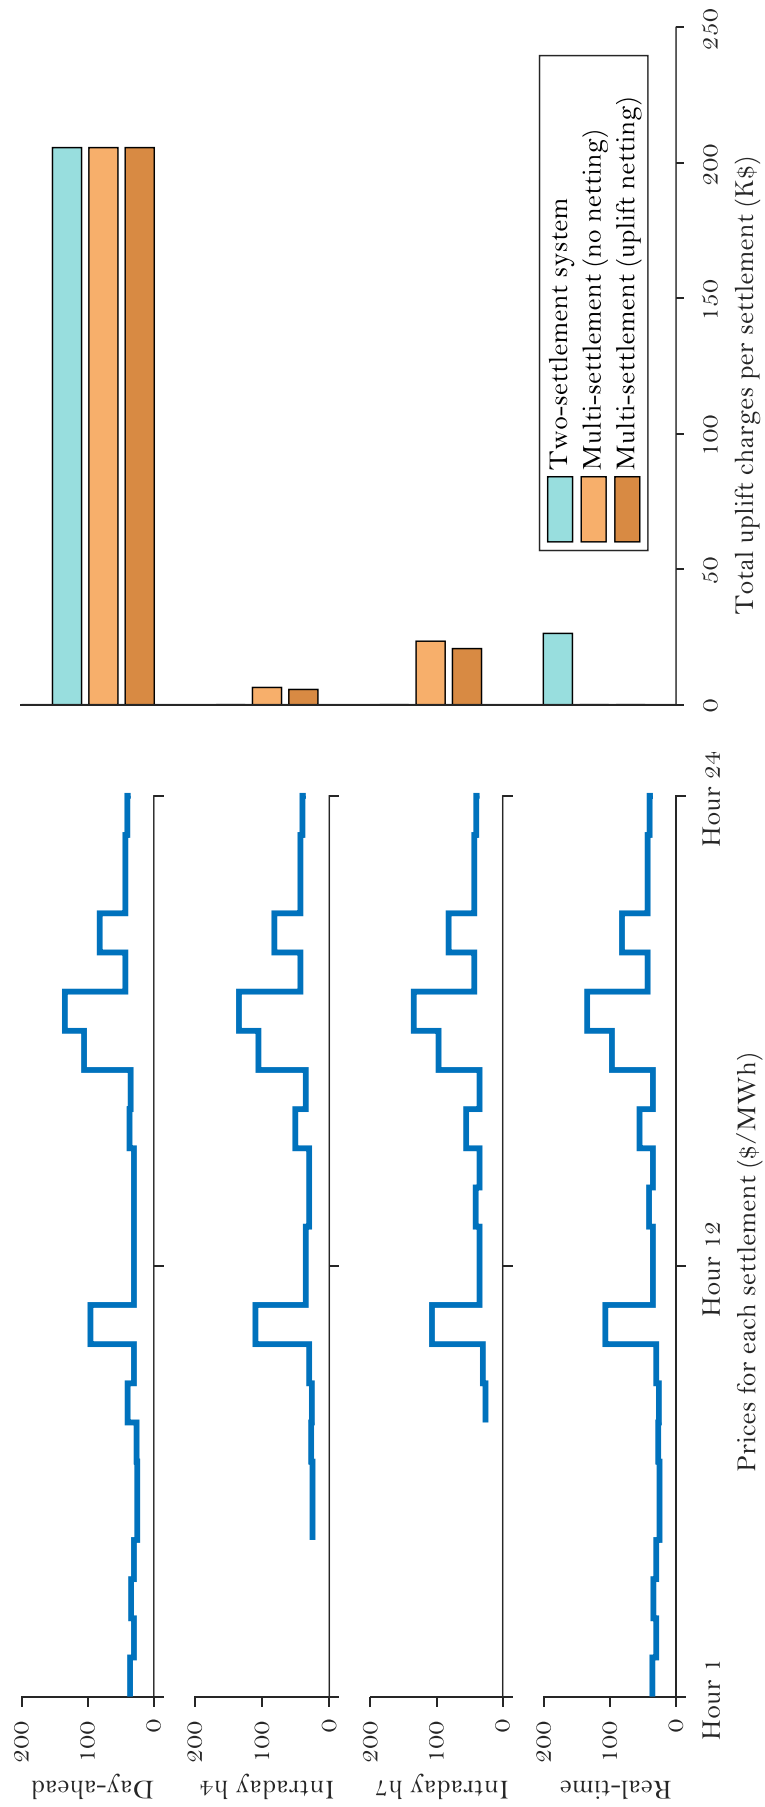 Day-ahead
200
100
0
Intraday h4
200
100
0
Intraday h7
200
100
0
Real-time
200
100
0
Hour 1
Hour 12
Hour 24
Prices for each settlement ($/MWh)
Two-settlement system
Multi-settlement (no netting)
Multi-settlement (uplift netting)
0
50
100
150
200
250
Total uplift charges per settlement (K$)